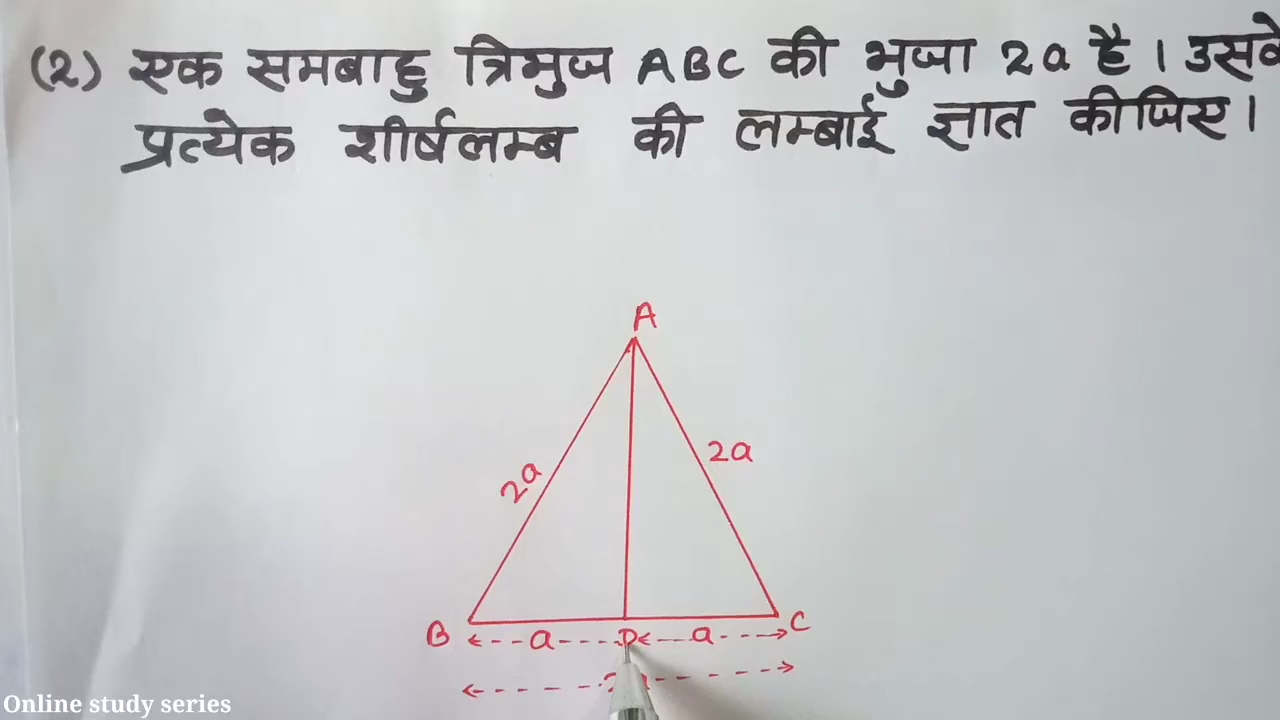 (2) एक समबाहु त्रिभुज ABC की भुजा 2a है। उसके
प्रत्येक शीर्षलम्ब की लम्बाई ज्ञात कीजिए।
A
2a
2a
B
a
D
a
C
Online study series